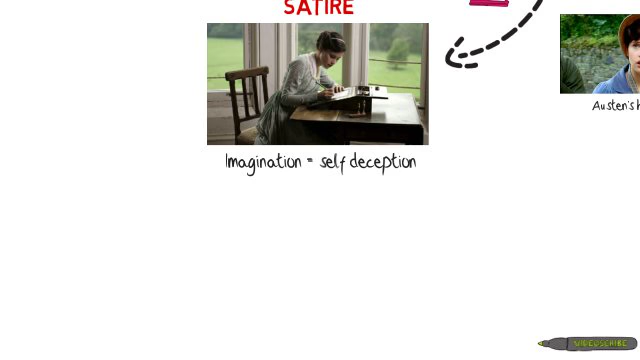 SATIRE
Austen's
Imagination = self deception
VIDEOSCRIBE